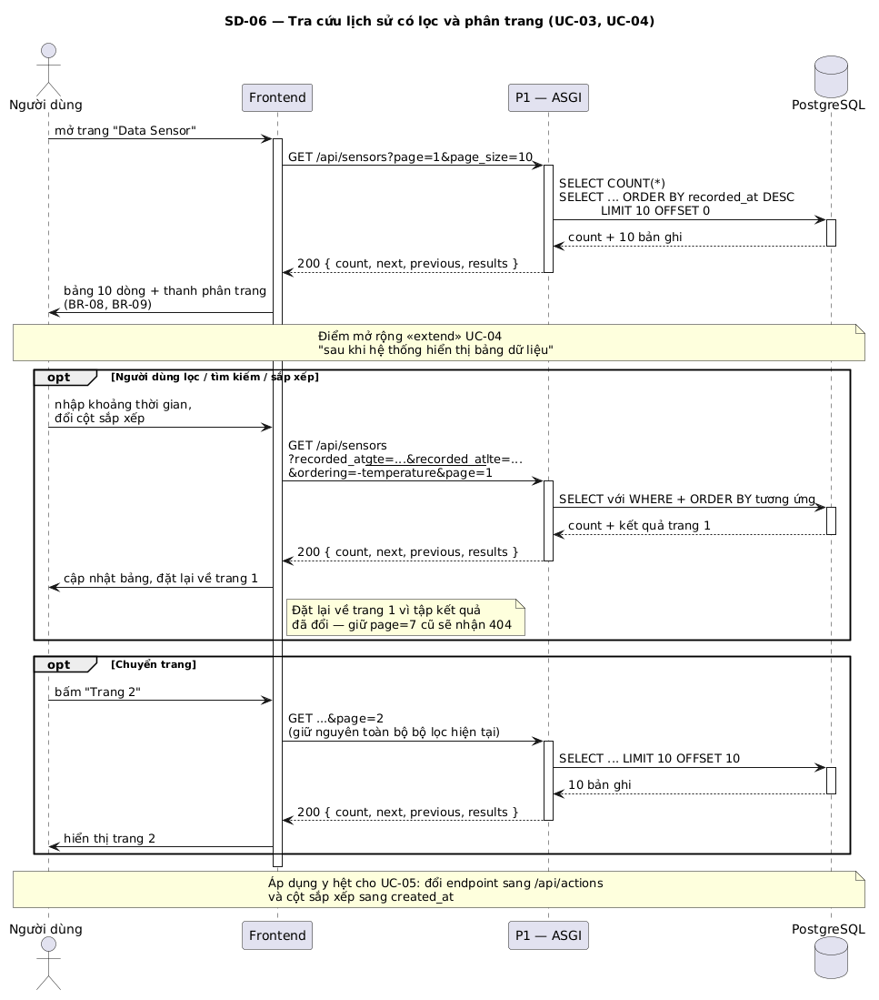 SD-06 — Tra cứu lịch sử có lọc và phân trang (UC-03, UC-04)
Người dùng
Frontend
P1 — ASGI
PostgreSQL
mở trang "Data Sensor"
GET /api/sensors?page=1&page_size=10
SELECT COUNT(*)
SELECT ... ORDER BY recorded_at DESC
LIMIT 10 OFFSET 0
count + 10 bản ghi
200 { count, next, previous, results }
bảng 10 dòng + thanh phân trang
(BR-08, BR-09)
Điểm mở rộng «extend» UC-04
"sau khi hệ thống hiển thị bảng dữ liệu"
opt [Người dùng lọc / tìm kiếm / sắp xếp]
nhập khoảng thời gian,
đổi cột sắp xếp
GET /api/sensors
?recorded_atgte=...&recorded_atlte=...
&ordering=-temperature&page=1
SELECT với WHERE + ORDER BY tương ứng
count + kết quả trang 1
200 { count, next, previous, results }
cập nhật bảng, đặt lại về trang 1
Đặt lại về trang 1 vì tập kết quả
đã đổi — giữ page=7 cũ sẽ nhận 404
opt [Chuyển trang]
bấm "Trang 2"
GET ...&page=2
(giữ nguyên toàn bộ bộ lọc hiện tại)
SELECT ... LIMIT 10 OFFSET 10
10 bản ghi
200 { count, next, previous, results }
hiển thị trang 2
Áp dụng y hệt cho UC-05: đổi endpoint sang /api/actions
và cột sắp xếp sang created_at
Người dùng
Frontend
P1 — ASGI
PostgreSQL